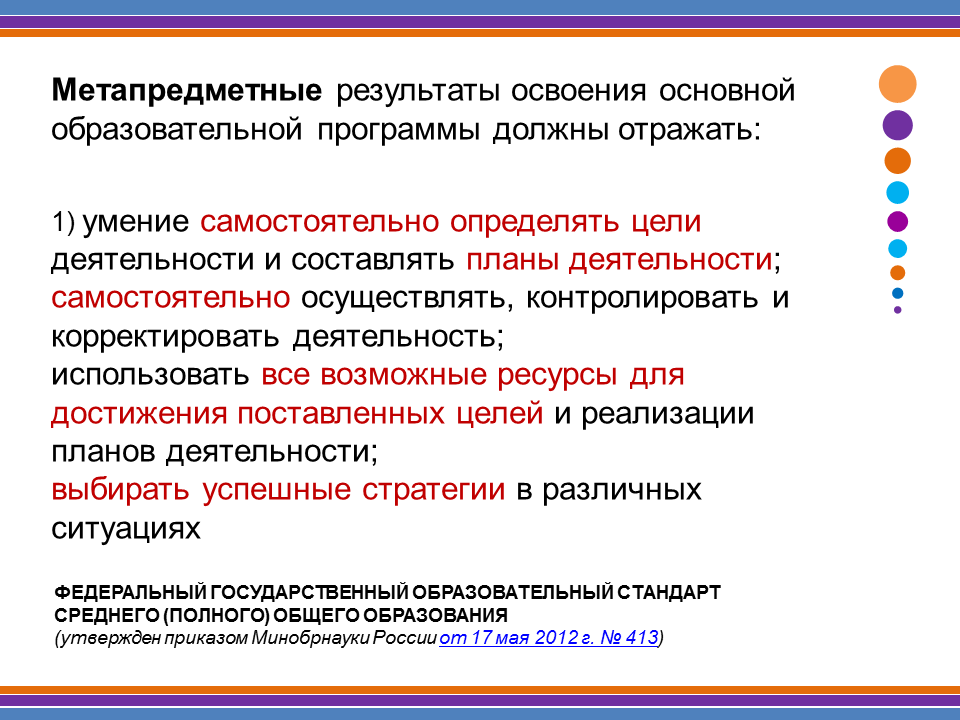 Метапредметные результаты освоения основной
образовательной программы должны отражать:
1) умение самостоятельно определять цели
деятельности и составлять планы деятельности;
самостоятельно осуществлять, контролировать и
корректировать деятельность;
использовать все возможные ресурсы для
достижения поставленных целей и реализации
планов деятельности;
выбирать успешные стратегии в различных
ситуациях
ФЕДЕРАЛЬНЫЙ ГОСУДАРСТВЕННЫЙ ОБРАЗОВАТЕЛЬНЫЙ СТАНДАРТ
СРЕДНЕГО (ПОЛНОГО) ОБЩЕГО ОБРАЗОВАНИЯ
(утвержден приказом Минобрнауки России от 17 мая 2012 г. № 413)